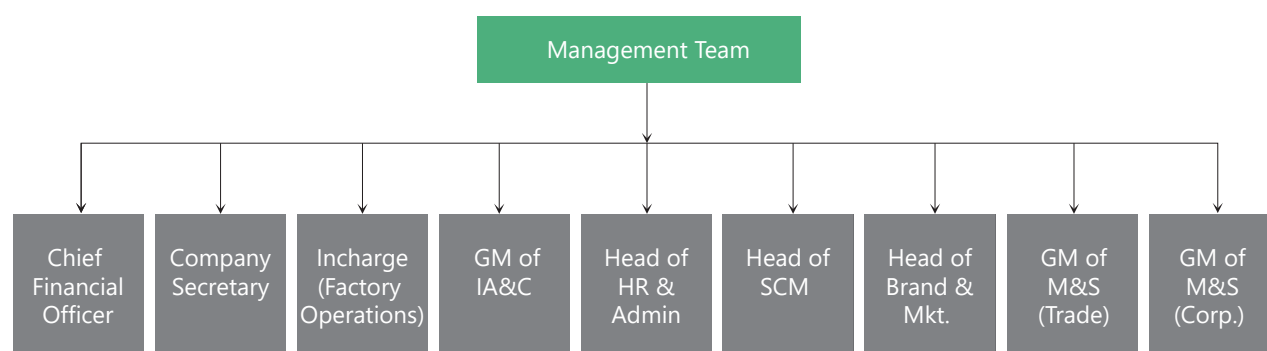 Management Team
Chief
Financial
Officer
Company
Secretary
Incharge
(Factory
Operations)
GM of
IA&C
Head of
HR &
Admin
Head of
SCM
Head of
Brand &
Mkt.
GM of
M&S
(Trade)
GM of
M&S
(Corp.)